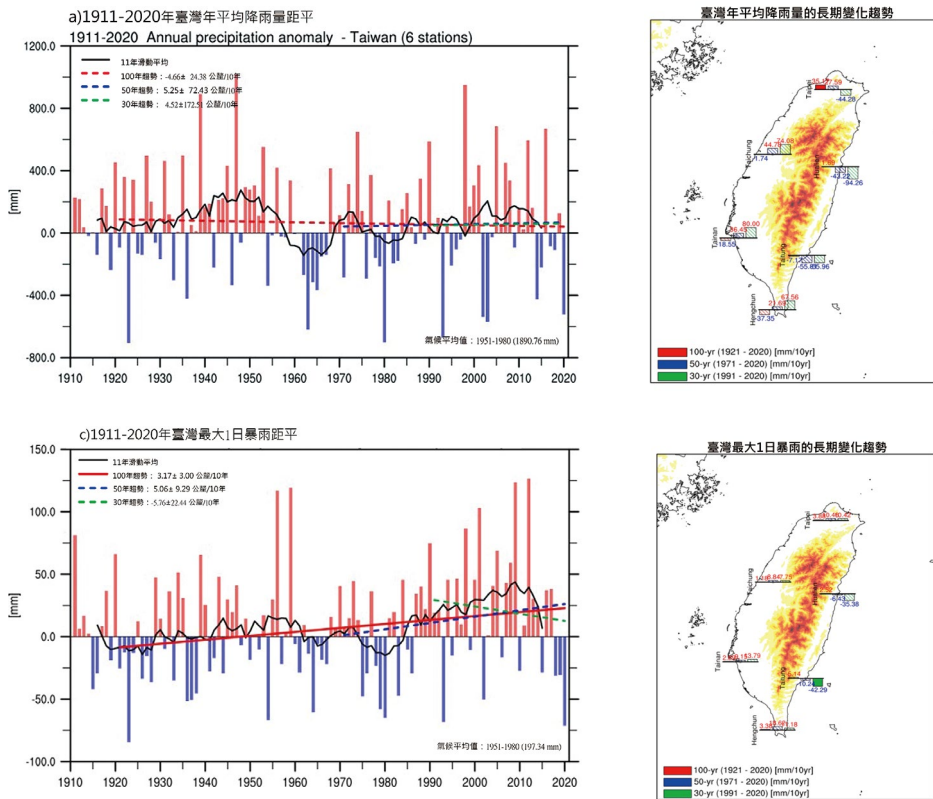 a)1911-2020年臺灣年平均降雨量距平
1911-2020 Annual precipitation anomaly - Taiwan (6 stations)
1200.0
800.0
400.0
0.0
-400.0
-800.0
[mm]
11年滑動平均
100年趨勢：-4.66± 24.38 公釐/10年
50年趨勢：5.25± 72.43 公釐/10年
30年趨勢： 4.52±172.51 公釐/10年
氣候平均值：1951-1980 (1890.76 mm)
1910 1920 1930 1940 1950 1960 1970 1980 1990 2000 2010 2020
臺灣年平均降雨量的長期變化趨勢
Taipei
-44.28
Taichung
44.78
74.08
1.74
Hualien
-43.22
-94.26
Tainan
80.00
-18.55
Taitung
Hengchun
67.56
-37.35
100-yr (1921 - 2020) [mm/10yr]
50-yr (1971 - 2020) [mm/10yr]
30-yr (1991 - 2020) [mm/10yr]
c)1911-2020年臺灣最大1日暴雨距平
150.0
100.0
50.0
0.0
-50.0
-100.0
[mm]
11年滑動平均
100年趨勢： 3.17± 3.00 公釐/10年
50年趨勢： 5.06± 9.29 公釐/10年
30年趨勢：-5.76±22.44 公釐/10年
氣候平均值：1951-1980 (197.34 mm)
1910 1920 1930 1940 1950 1960 1970 1980 1990 2000 2010 2020
臺灣最大1日暴雨的長期變化趨勢
Taipei
Taichung
Hualien
-6.43
-35.38
Tainan
Taitung
-10.24
-42.29
Hengchun
100-yr (1921 - 2020) [mm/10yr]
50-yr (1971 - 2020) [mm/10yr]
30-yr (1991 - 2020) [mm/10yr]